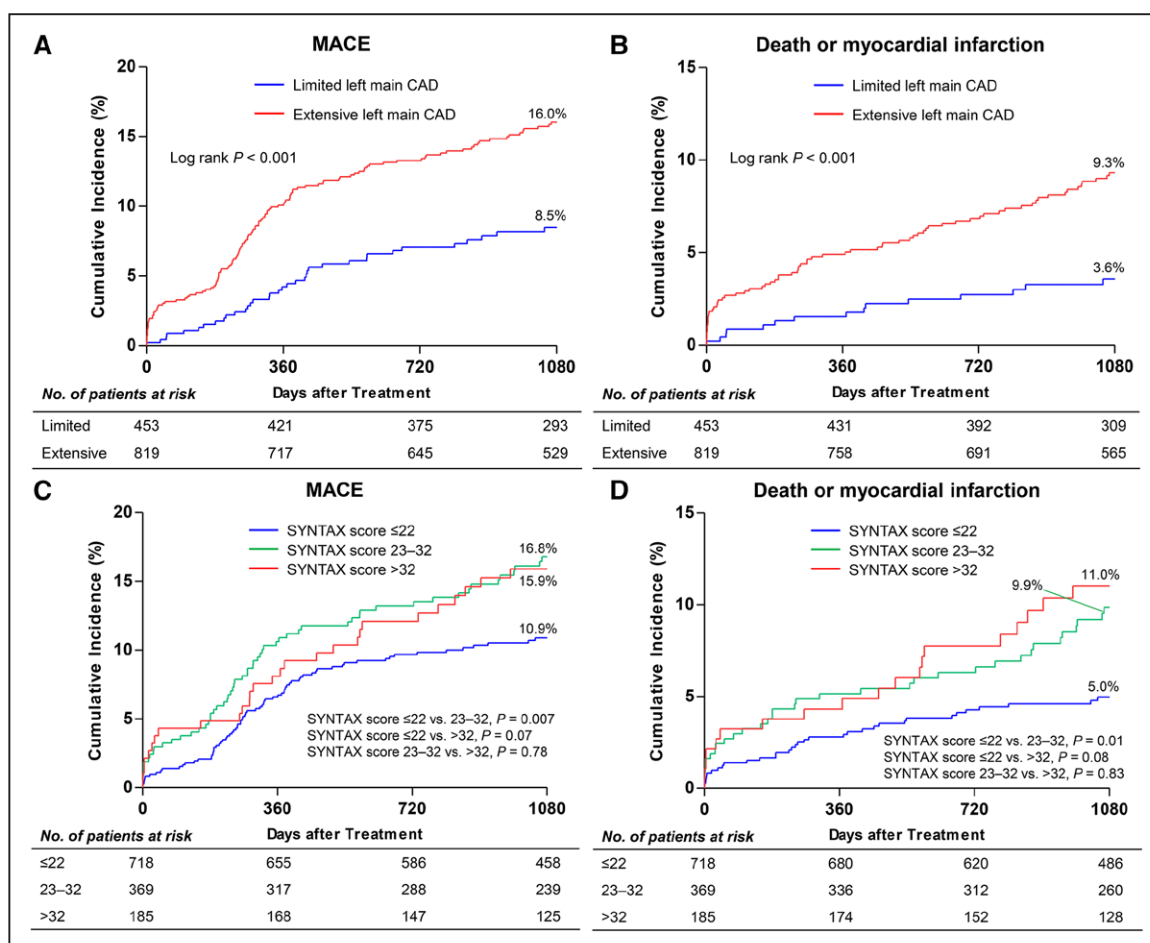 A
MACE
20
15
10
5
0
Cumulative Incidence (%)
Limited left main CAD
Extensive left main CAD
Log rank P < 0.001
16.0%
8.5%
0 360 720 1080
No. of patients at risk Days after Treatment
Limited 453 421 375 293
Extensive 819 717 645 529
B
Death or myocardial infarction
15
10
5
0
Cumulative Incidence (%)
Limited left main CAD
Extensive left main CAD
Log rank P < 0.001
9.3%
3.6%
0 360 720 1080
No. of patients at risk Days after Treatment
Limited 453 431 392 309
Extensive 819 758 691 565
C
MACE
20
15
10
5
0
Cumulative Incidence (%)
SYNTAX score ≤22
SYNTAX score 23–32
SYNTAX score >32
16.8%
15.9%
10.9%
SYNTAX score ≤22 vs. 23–32, P = 0.007
SYNTAX score ≤22 vs. >32, P = 0.07
SYNTAX score 23–32 vs. >32, P = 0.78
0 360 720 1080
No. of patients at risk Days after Treatment
≤22 718 655 586 458
23–32 369 317 288 239
>32 185 168 147 125
D
Death or myocardial infarction
15
10
5
0
Cumulative Incidence (%)
SYNTAX score ≤22
SYNTAX score 23–32
SYNTAX score >32
9.9%
11.0%
5.0%
SYNTAX score ≤22 vs. 23–32, P = 0.01
SYNTAX score ≤22 vs. >32, P = 0.08
SYNTAX score 23–32 vs. >32, P = 0.83
0 360 720 1080
No. of patients at risk Days after Treatment
≤22 718 680 620 486
23–32 369 336 312 260
>32 185 174 152 128